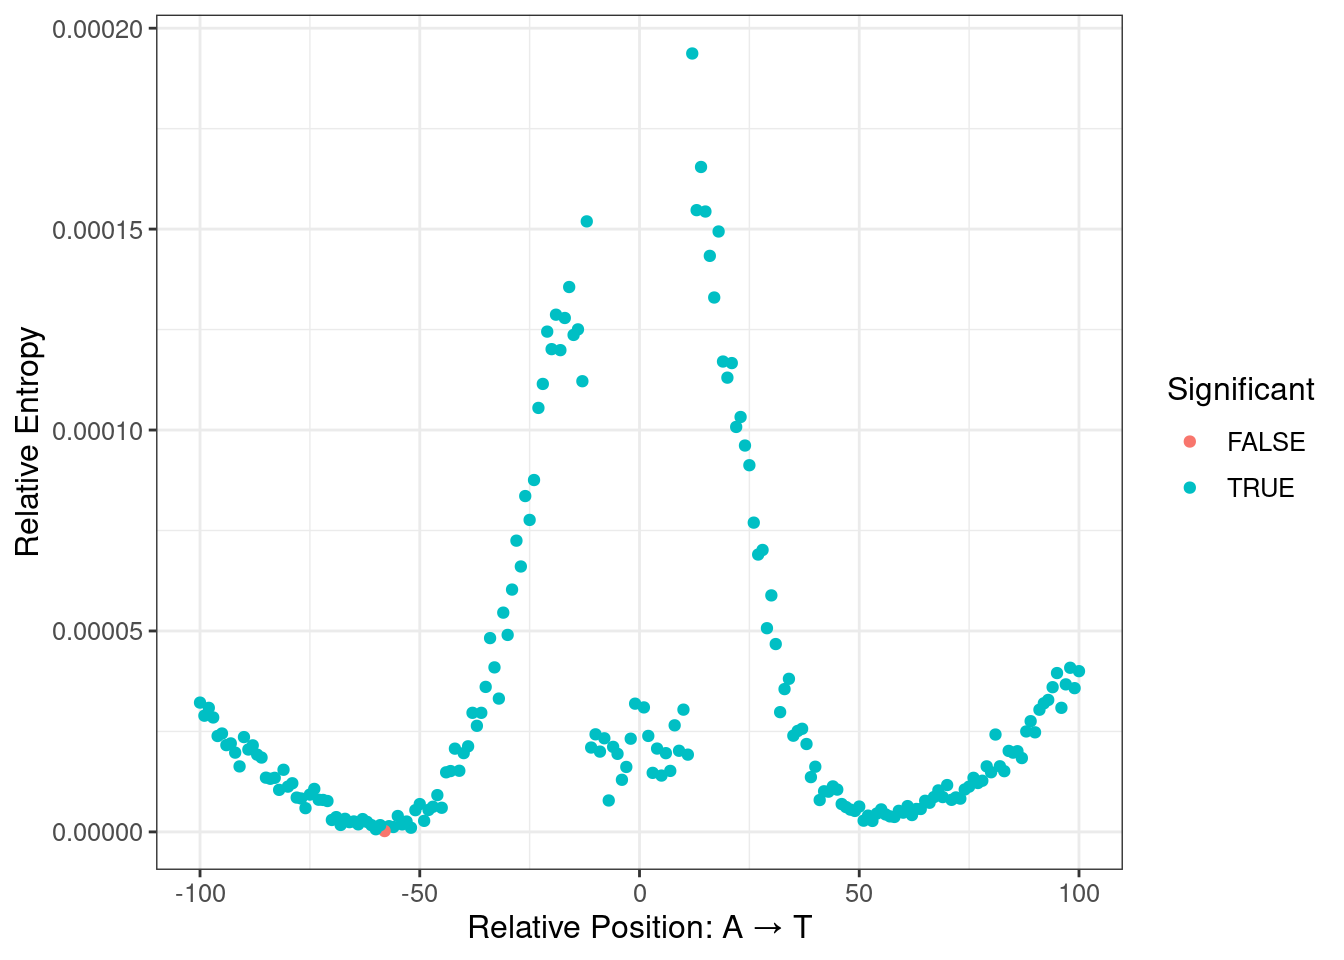 0.00020
0.00015
0.00010
0.00005
0.00000
Relative Entropy
-100 -50 0 50 100
Relative Position: A → T
Significant
FALSE
TRUE